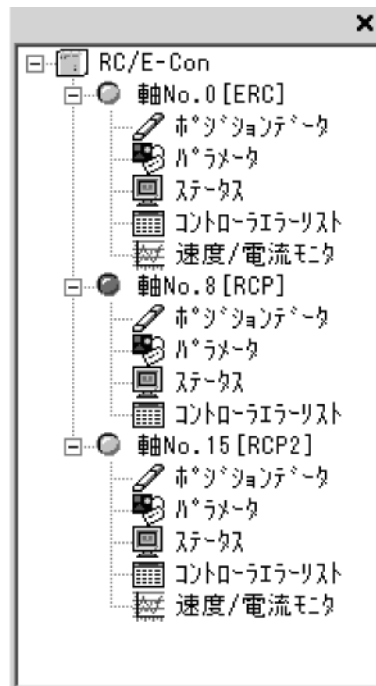 RC/E-Con
軸No.0[ERC]
ﾎﾟｼﾞｼｮﾝﾃﾞｰﾀ
ﾊﾟﾗﾒｰﾀ
ｽﾃｰﾀｽ
ｺﾝﾄﾛｰﾗｴﾗｰﾘｽﾄ
速度/電流ﾓﾆﾀ
軸No.8[RCP]
ﾎﾟｼﾞｼｮﾝﾃﾞｰﾀ
ﾊﾟﾗﾒｰﾀ
ｽﾃｰﾀｽ
ｺﾝﾄﾛｰﾗｴﾗｰﾘｽﾄ
軸No.15[RCP2]
ﾎﾟｼﾞｼｮﾝﾃﾞｰﾀ
ﾊﾟﾗﾒｰﾀ
ｽﾃｰﾀｽ
ｺﾝﾄﾛｰﾗｴﾗｰﾘｽﾄ
速度/電流ﾓﾆﾀ